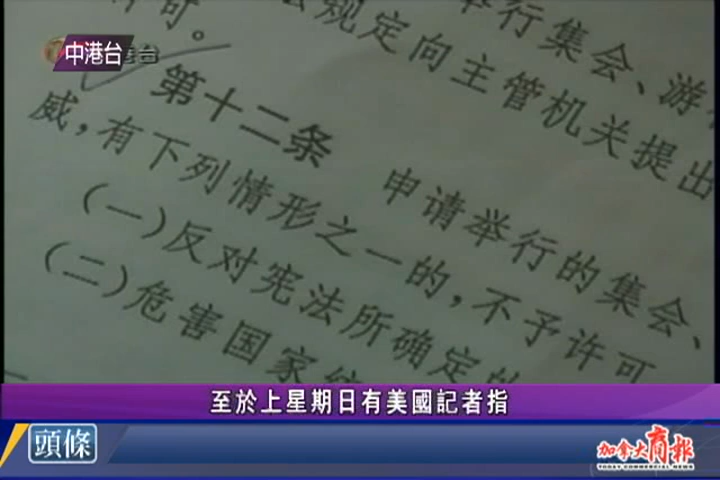 中港台
许可。
举行集会、游
法规定向主管机关提出
第十二条 申请举行的集会、
威，有下列情形之一的，不予许可
（一）反对宪法所确定的
（二）危害国家统
至於上星期日有美國記者指
頭條
加拿大商報
TODAY COMMERCIAL NEWS